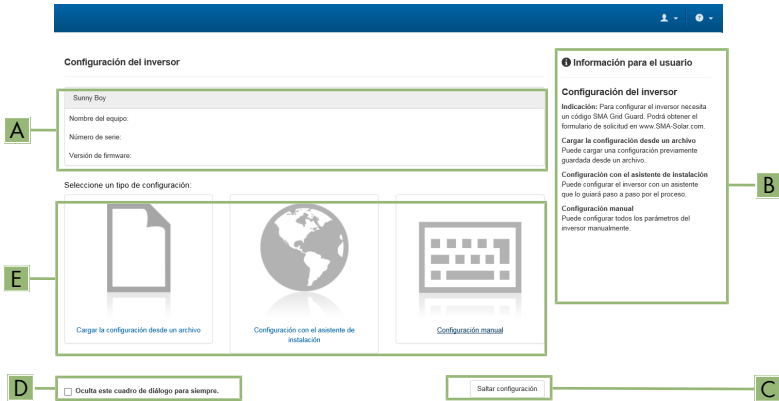 Configuración del inversor
Sunny Boy
Nombre del equipo:
Número de serie:
Versión de firmware:
A
Seleccione un tipo de configuración:
E
Cargar la configuración desde un archivo
Configuración con el asistente de
instalación
Configuración manual
D
Oculta este cuadro de diálogo para siempre.
Saltar configuración
C
Información para el usuario
Configuración del inversor
Indicación: Para configurar el inversor necesita
un código SMA Grid Guard. Podrá obtener el
formulario de solicitud en www.SMA-Solar.com.
Cargar la configuración desde un archivo
Puede cargar una configuración previamente
guardada desde un archivo.
Configuración con el asistente de instalación
Puede configurar el inversor con un asistente
que lo guiará paso a paso por el proceso.
Configuración manual
Puede configurar todos los parámetros del
inversor manualmente.
B